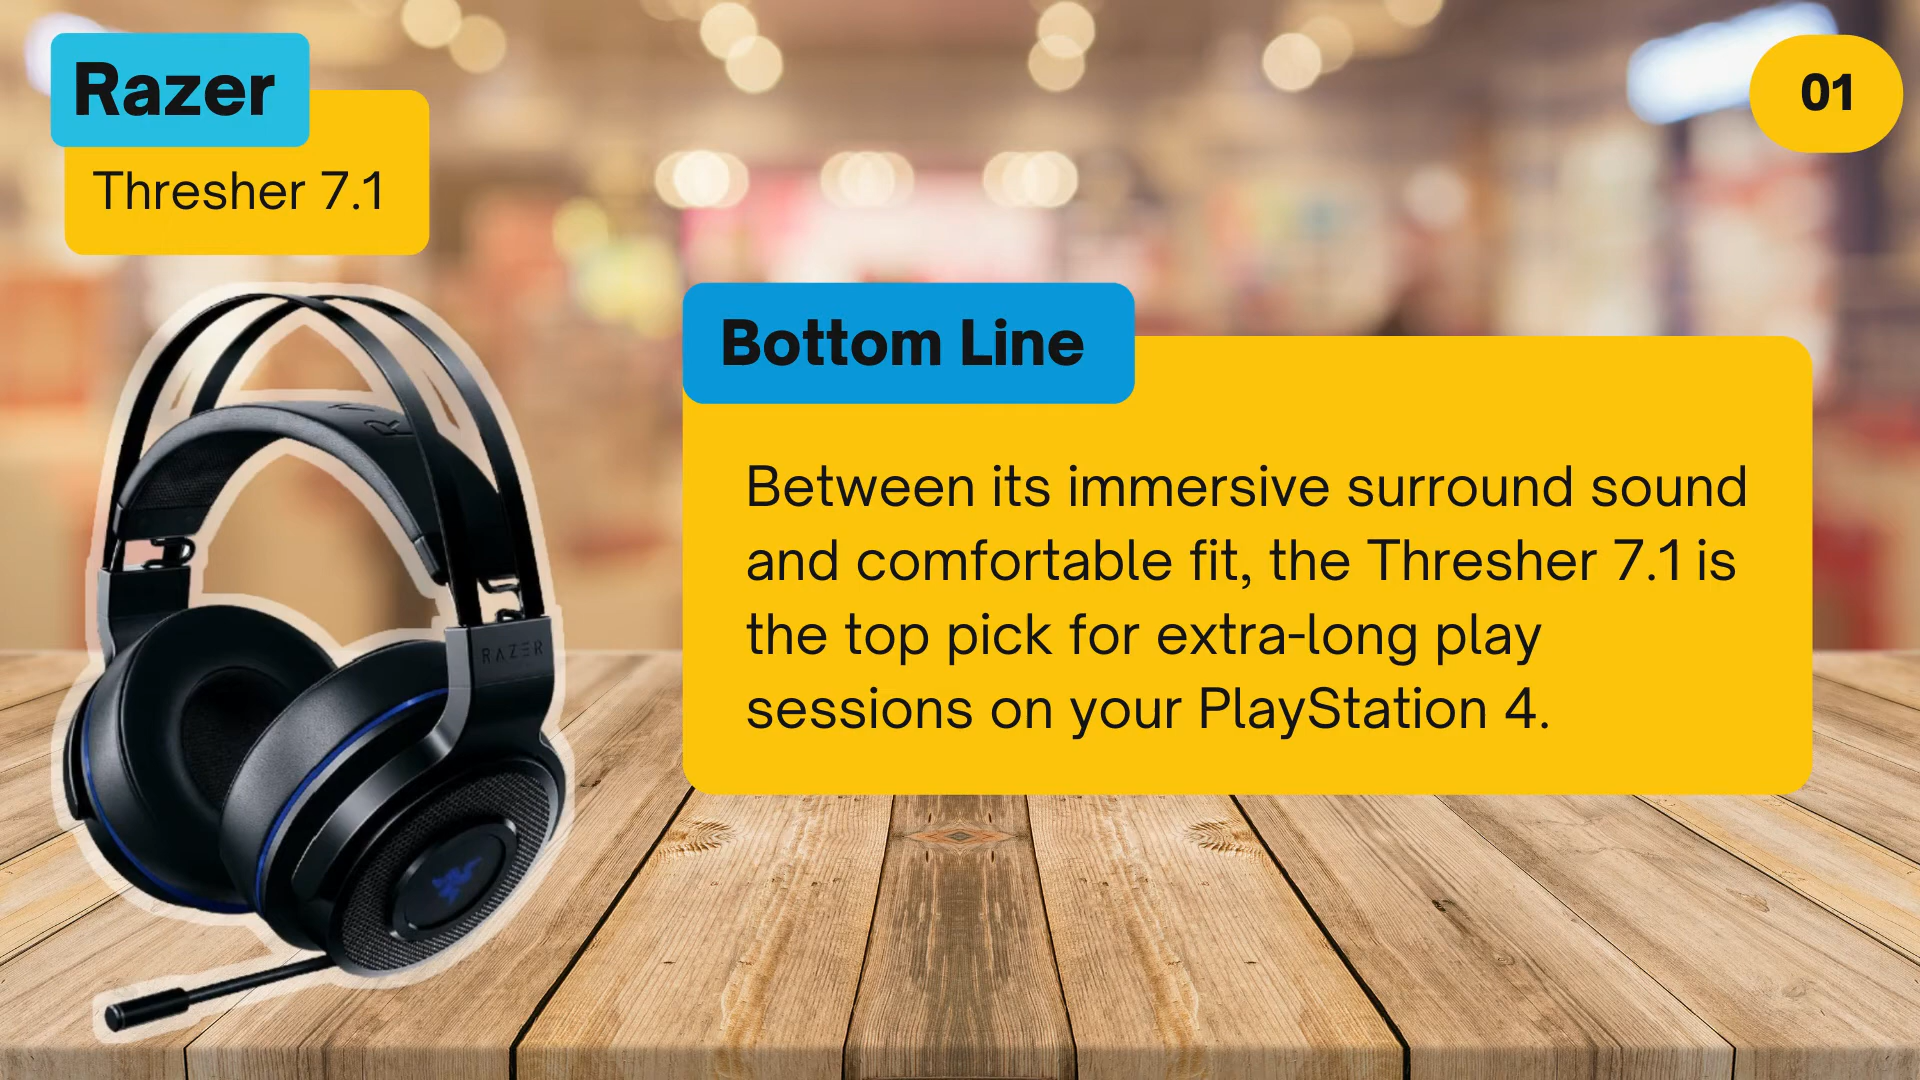 Razer
Thresher 7.1
01
Bottom Line
Between its immersive surround sound
and comfortable fit, the Thresher 7.1 is
the top pick for extra-long play
sessions on your PlayStation 4.
RAZER